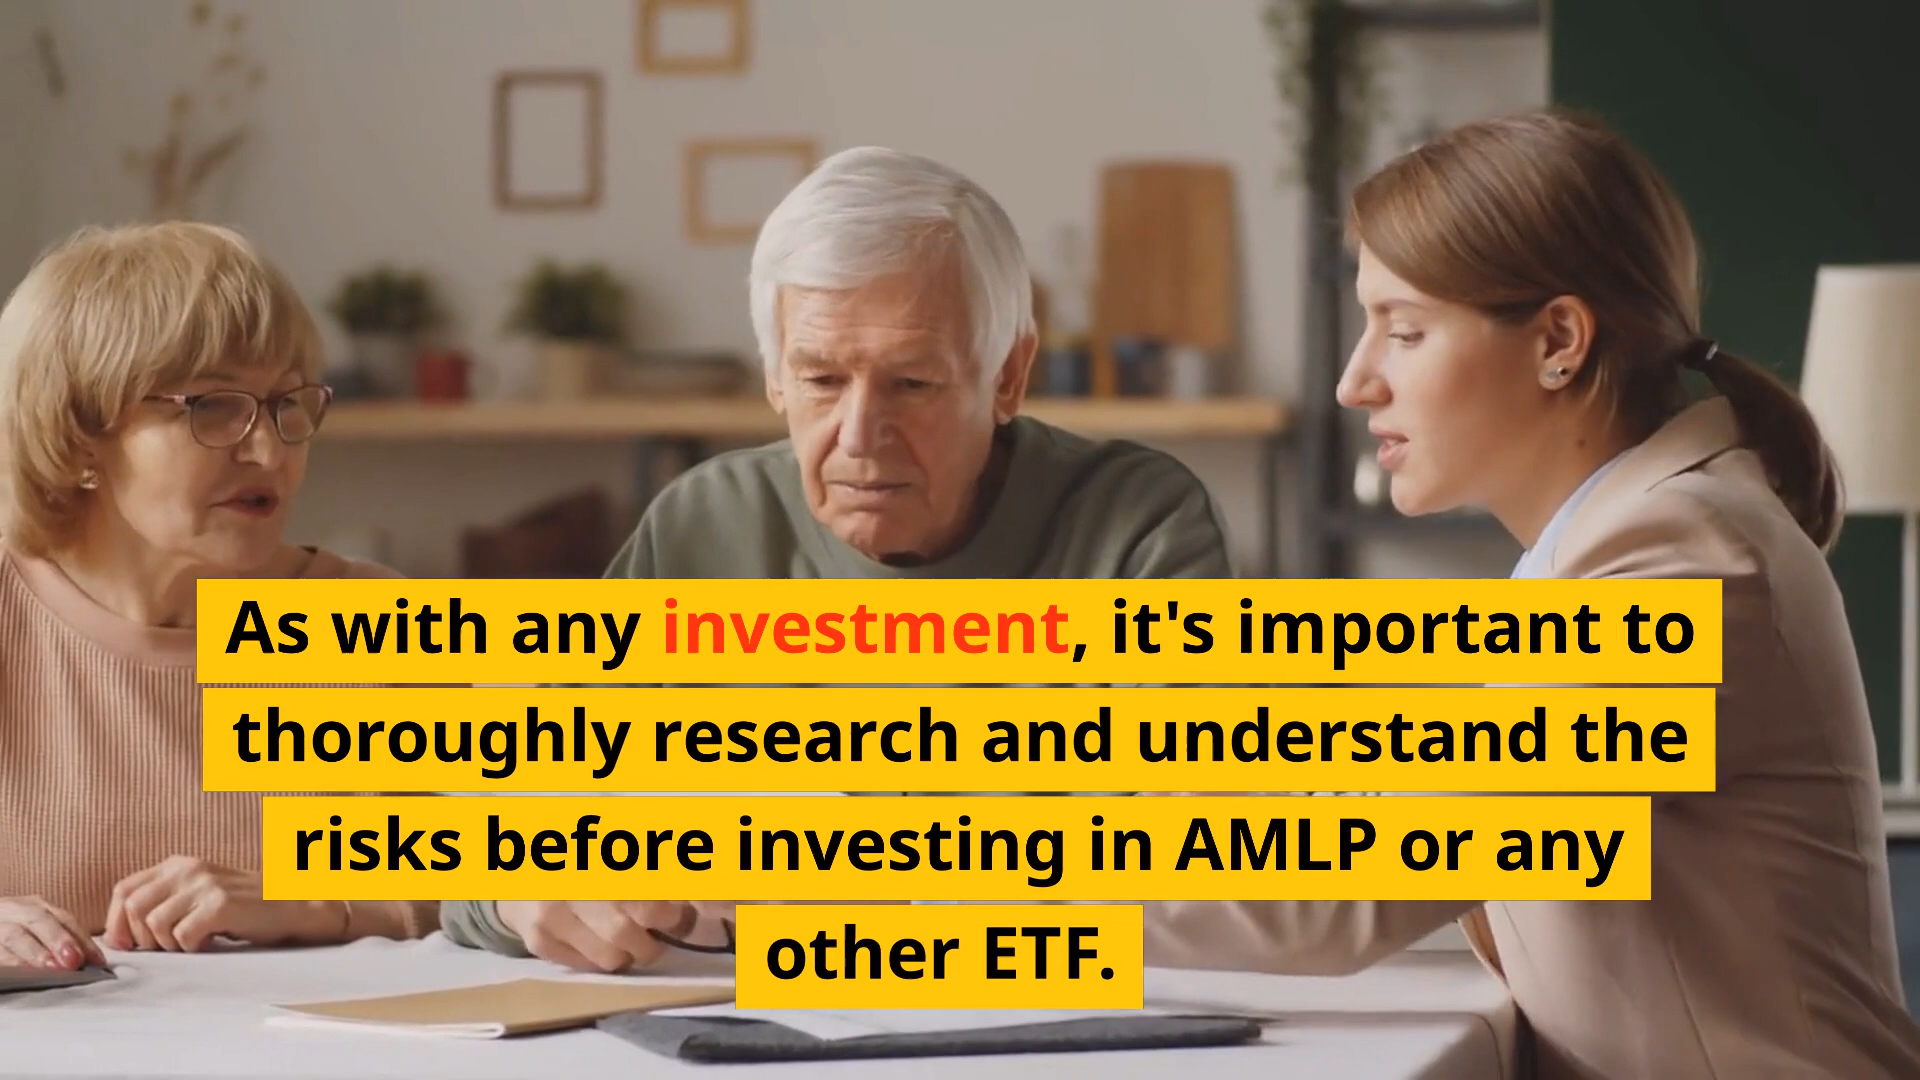 As with any investment, it's important to
thoroughly research and understand the
risks before investing in AMLP or any
other ETF.